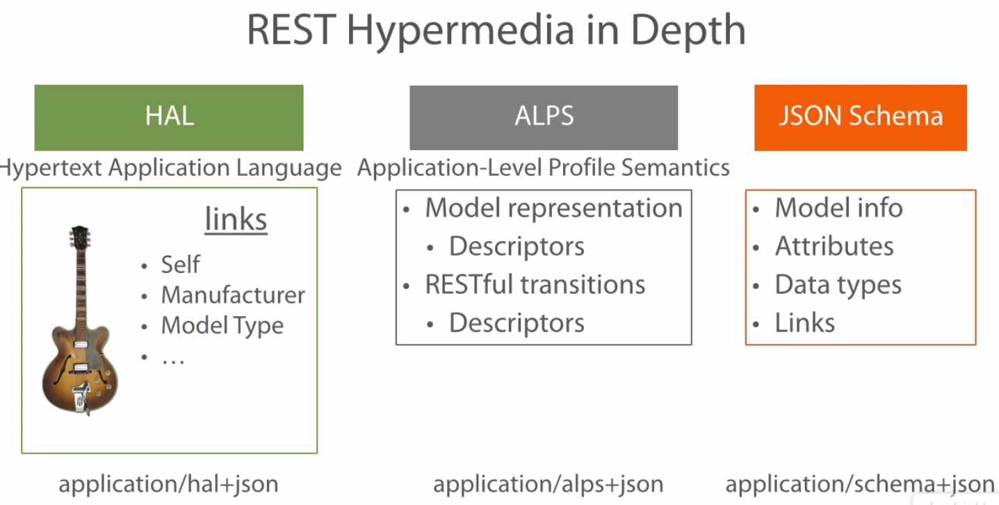 REST Hypermedia in Depth
HAL
Hypertext Application Language
links
• Self
• Manufacturer
• Model Type
• …
application/hal+json
ALPS
Application-Level Profile Semantics
• Model representation
• Descriptors
• RESTful transitions
• Descriptors
application/alps+json
JSON Schema
• Model info
• Attributes
• Data types
• Links
application/schema+json